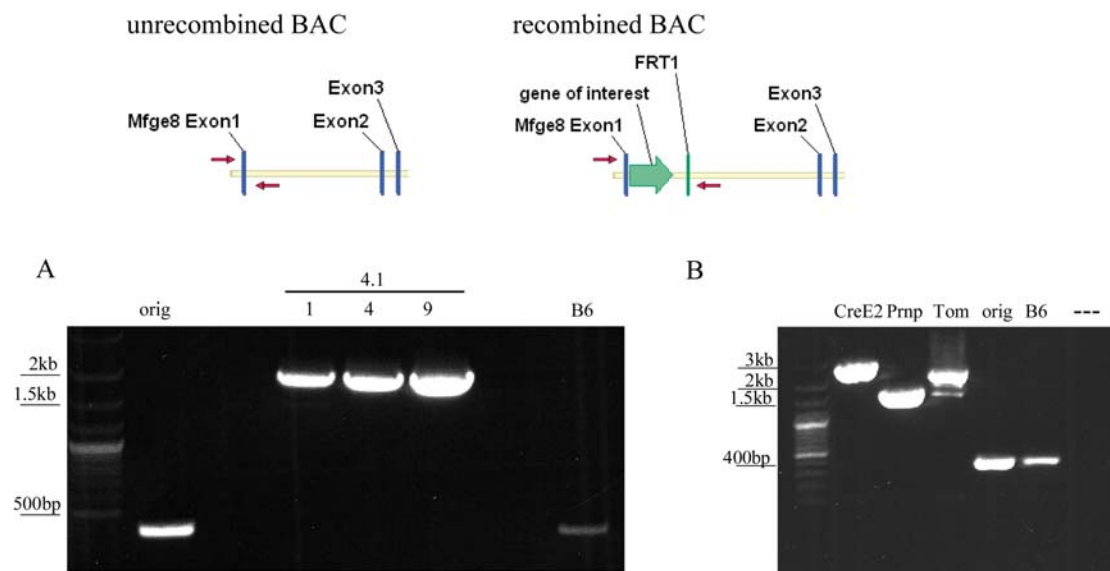 unrecombined BAC
recombined BAC
Exon3
Mfge8 Exon1
Exon2
FRT1
gene of interest
Mfge8 Exon1
Exon3
Exon2
A
4.1
orig
1
4
9
B6
2kb
1.5kb
500bp
B
CreE2 Prnp Tom orig B6 ---
3kb
2kb
1.5kb
400bp